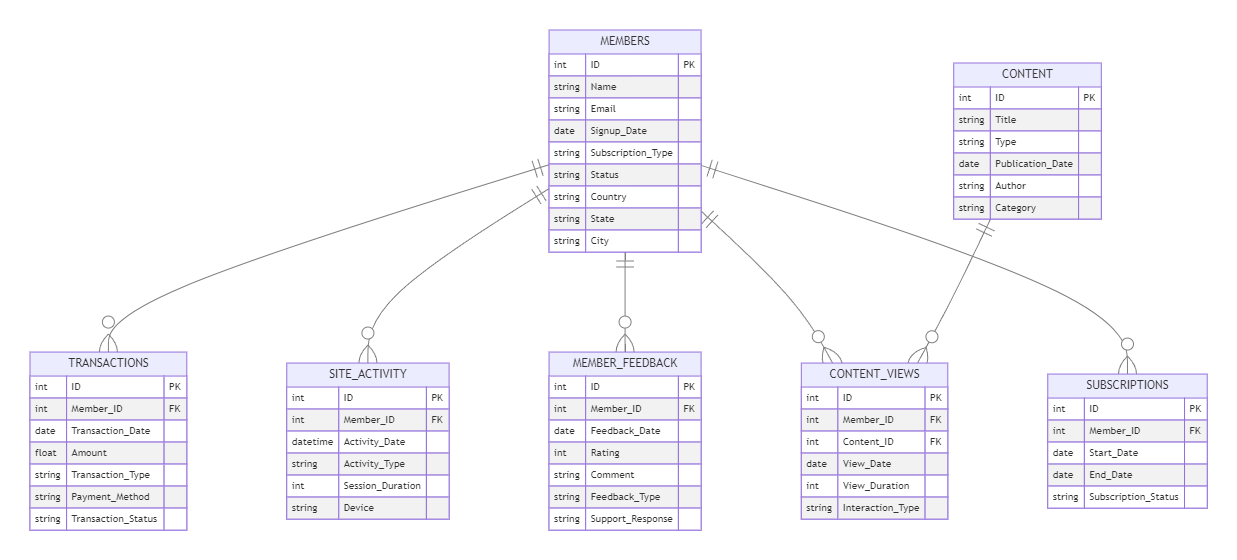 MEMBERS
int ID PK
string Name
string Email
date Signup_Date
string Subscription_Type
string Status
string Country
string State
string City
CONTENT
int ID PK
string Title
string Type
date Publication_Date
string Author
string Category
TRANSACTIONS
int ID PK
int Member_ID FK
date Transaction_Date
float Amount
string Transaction_Type
string Payment_Method
string Transaction_Status
SITE_ACTIVITY
int ID PK
int Member_ID FK
datetime Activity_Date
string Activity_Type
int Session_Duration
string Device
MEMBER_FEEDBACK
int ID PK
int Member_ID FK
date Feedback_Date
int Rating
string Comment
string Feedback_Type
string Support_Response
CONTENT_VIEWS
int ID PK
int Member_ID FK
int Content_ID FK
date View_Date
int View_Duration
string Interaction_Type
SUBSCRIPTIONS
int ID PK
int Member_ID FK
date Start_Date
date End_Date
string Subscription_Status